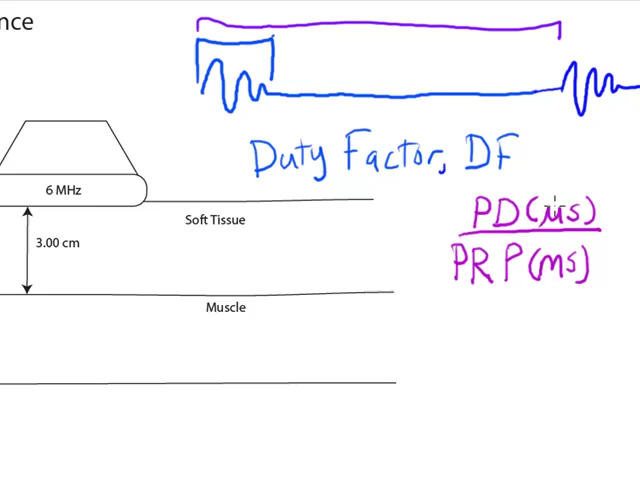 nce
Duty Factor, DF
6 MHz
Soft Tissue
PD(μs)
3.00 cm
PRP(ms)
Muscle